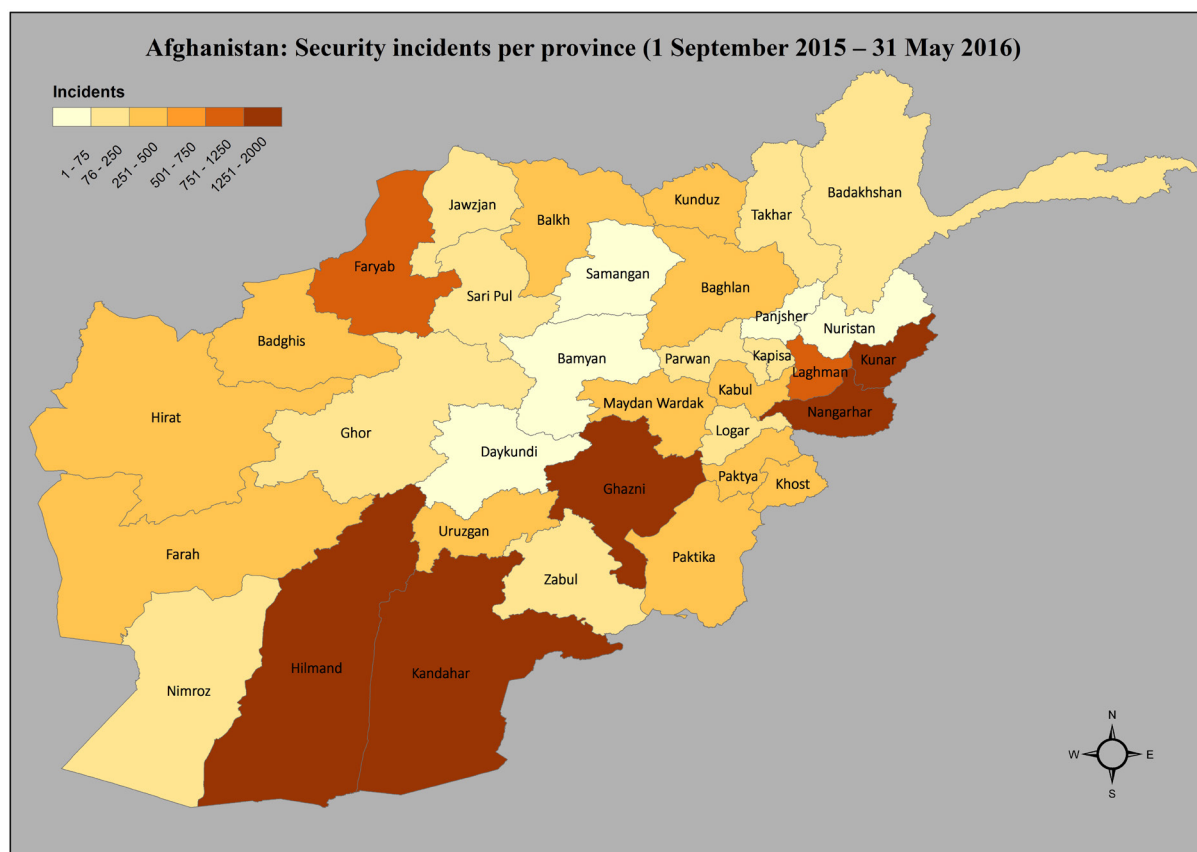 Afghanistan: Security incidents per province (1 September 2015 – 31 May 2016)
Incidents
1 - 75
76 - 250
251 - 500
501 - 750
751 - 1250
1251 - 2000
Badakhshan
Kunduz
Takhar
Jawzjan
Balkh
Faryab
Samangan
Baghlan
Sari Pul
Panjsher
Nuristan
Badghis
Bamyan
Parwan
Kapisa
Kunar
Laghman
Kabul
Maydan Wardak
Nangarhar
Hirat
Ghor
Logar
Daykundi
Paktya
Khost
Ghazni
Uruzgan
Farah
Paktika
Zabul
Hilmand
Kandahar
Nimroz
N
W
E
S